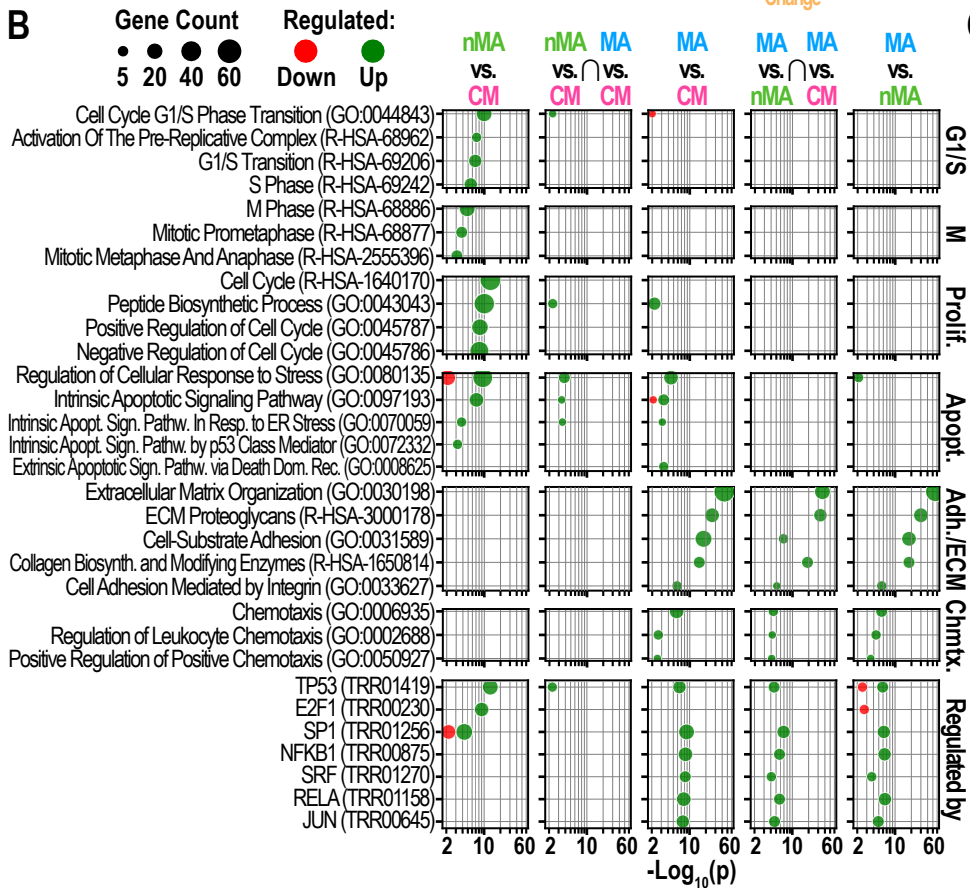 Change
B
Gene Count
Regulated:
5 20 40 60
Down Up
nMA vs. CM
nMA vs. CM ∩ MA vs. CM
MA vs. CM
MA vs. nMA ∩ MA vs. CM
MA vs. nMA
Cell Cycle G1/S Phase Transition (GO:0044843)
Activation Of The Pre-Replicative Complex (R-HSA-68962)
G1/S Transition (R-HSA-69206)
S Phase (R-HSA-69242)
G1/S
M Phase (R-HSA-68886)
Mitotic Prometaphase (R-HSA-68877)
Mitotic Metaphase And Anaphase (R-HSA-2555396)
M
Cell Cycle (R-HSA-1640170)
Peptide Biosynthetic Process (GO:0043043)
Positive Regulation of Cell Cycle (GO:0045787)
Negative Regulation of Cell Cycle (GO:0045786)
Prolif.
Regulation of Cellular Response to Stress (GO:0080135)
Intrinsic Apoptotic Signaling Pathway (GO:0097193)
Intrinsic Apopt. Sign. Pathw. In Resp. to ER Stress (GO:0070059)
Intrinsic Apopt. Sign. Pathw. by p53 Class Mediator (GO:0072332)
Extrinsic Apoptotic Sign. Pathw. via Death Dom. Rec. (GO:0008625)
Apopt.
Extracellular Matrix Organization (GO:0030198)
ECM Proteoglycans (R-HSA-3000178)
Cell-Substrate Adhesion (GO:0031589)
Collagen Biosynth. and Modifying Enzymes (R-HSA-1650814)
Cell Adhesion Mediated by Integrin (GO:0033627)
Adh./ECM
Chemotaxis (GO:0006935)
Regulation of Leukocyte Chemotaxis (GO:0002688)
Positive Regulation of Positive Chemotaxis (GO:0050927)
Chmtx.
TP53 (TRR01419)
E2F1 (TRR00230)
SP1 (TRR01256)
NFKB1 (TRR00875)
SRF (TRR01270)
RELA (TRR01158)
JUN (TRR00645)
Regulated by
2 10 60 2 10 60 2 10 60 2 10 60 2 10 60
-Log10(p)